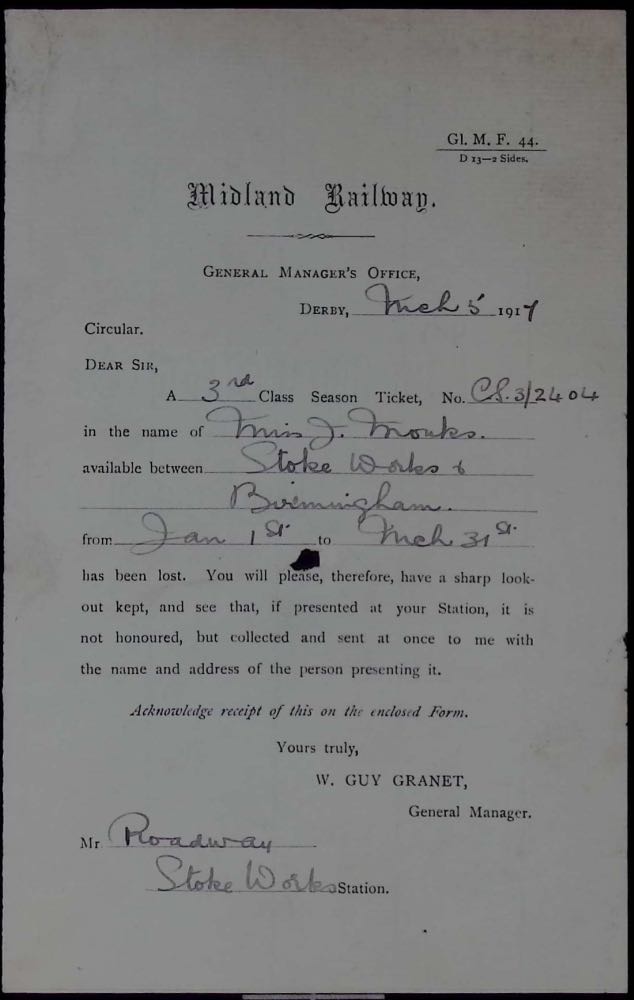 Gl. M. F. 44.
D 13—2 Sides.
Midland Railway.
GENERAL MANAGER'S OFFICE,
DERBY, Mch 5 1917
Circular.
DEAR SIR,
A 3rd Class Season Ticket, No. C.S. 3/2404
in the name of Miss J. Monks.
available between Stoke Works &
Birmingham.
from Jan 1st to Mch 31st
has been lost. You will please, therefore, have a sharp look-
out kept, and see that, if presented at your Station, it is
not honoured, but collected and sent at once to me with
the name and address of the person presenting it.
Acknowledge receipt of this on the enclosed Form.
Yours truly,
W. GUY GRANET,
General Manager.
Mr Roadway
Stoke Works Station.